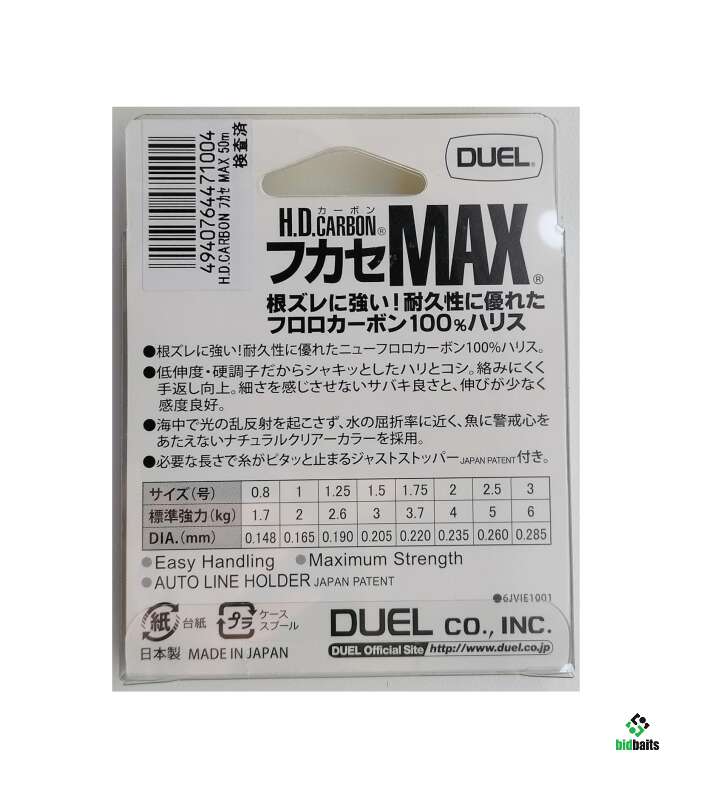 4940764471004
H.D.CARBON フカセ MAX 50m
検査済
DUEL®
カーボン
H.D.CARBON®
フカセMAX®
根ズレに強い!耐久性に優れた
フロロカーボン100%ハリス
●根ズレに強い!耐久性に優れたニューフロロカーボン100%ハリス。
●低伸度・硬調子だからシャキッとしたハリとコシ。絡みにくく
手返し向上。細さを感じさせないサバキ良さと、伸びが少なく
感度良好。
●海中で光の乱反射を起こさず、水の屈折率に近く、魚に警戒心を
あたえないナチュラルクリアーカラーを採用。
●必要な長さで糸がピタッと止まるジャストストッパーJAPAN PATENT付き。
サイズ(号) 0.8 1 1.25 1.5 1.75 2 2.5 3
標準強力(kg) 1.7 2 2.6 3 3.7 4 5 6
DIA.(mm) 0.148 0.165 0.190 0.205 0.220 0.235 0.260 0.285
●Easy Handling ●Maximum Strength
●AUTO LINE HOLDER JAPAN PATENT
●6JVIE1001
紙 台紙 プラ ケース
スプール
DUEL CO., INC.
日本製 MADE IN JAPAN
DUEL Official Site http://www.duel.co.jp
bidbaits